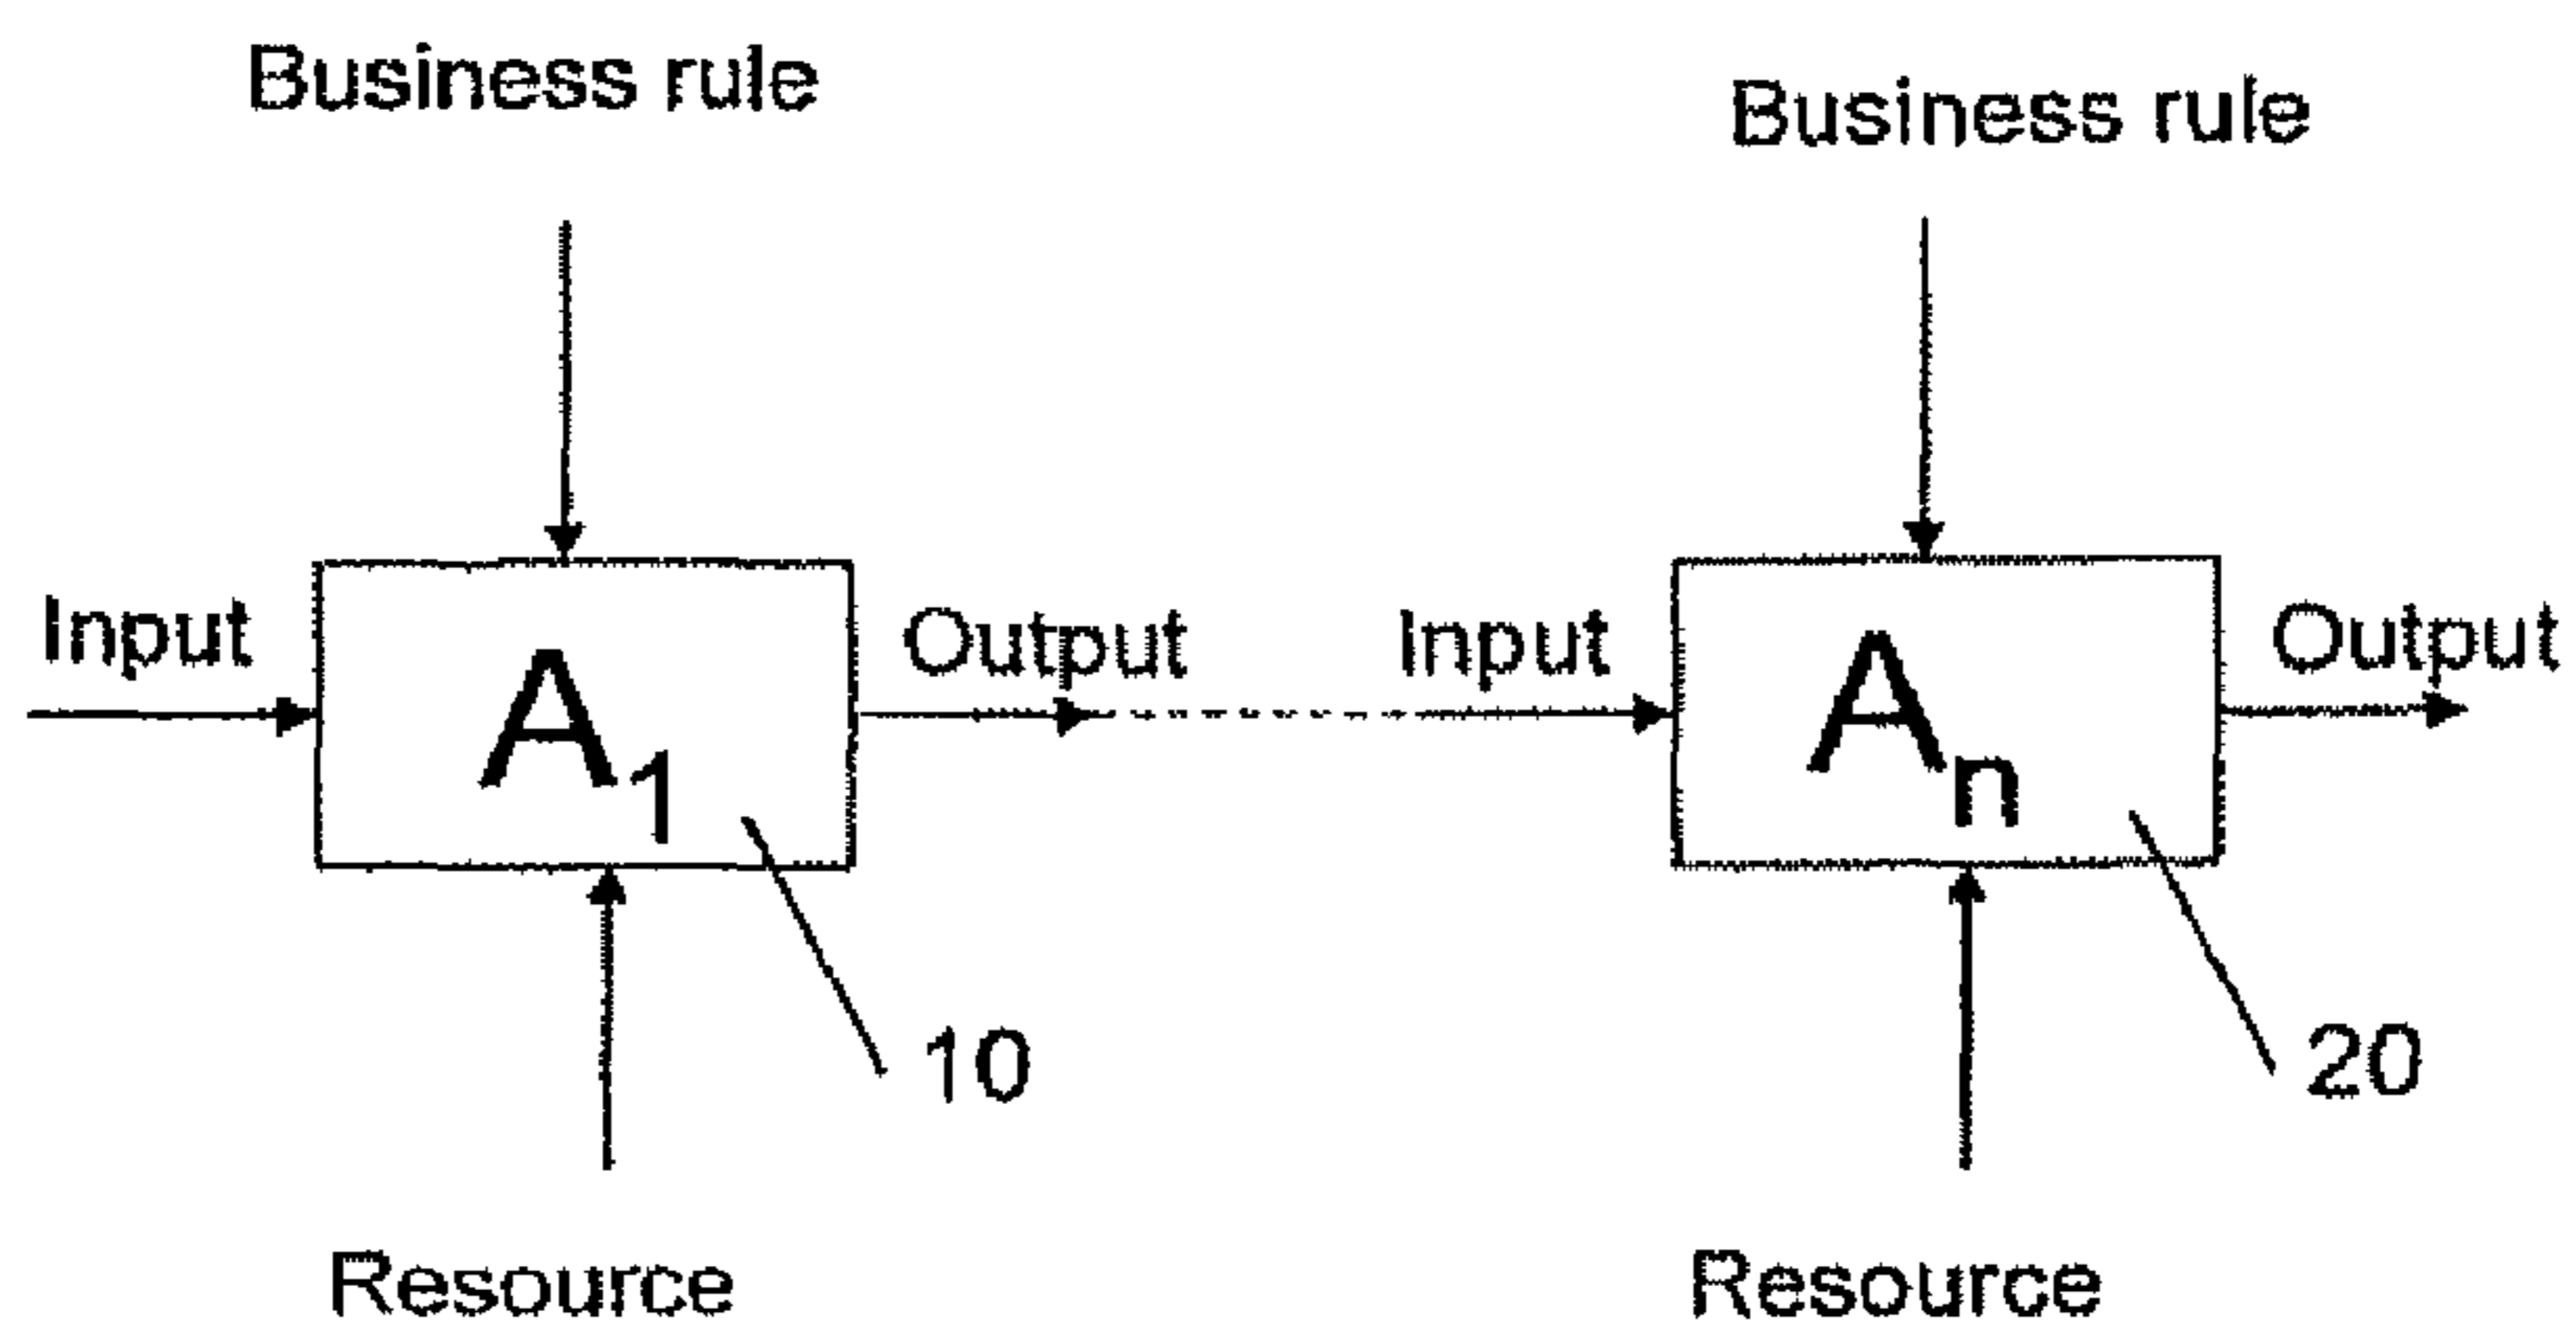 Business rule
Business rule
Input
Output
Input
Output
A1
An
10
20
Resource
Resource